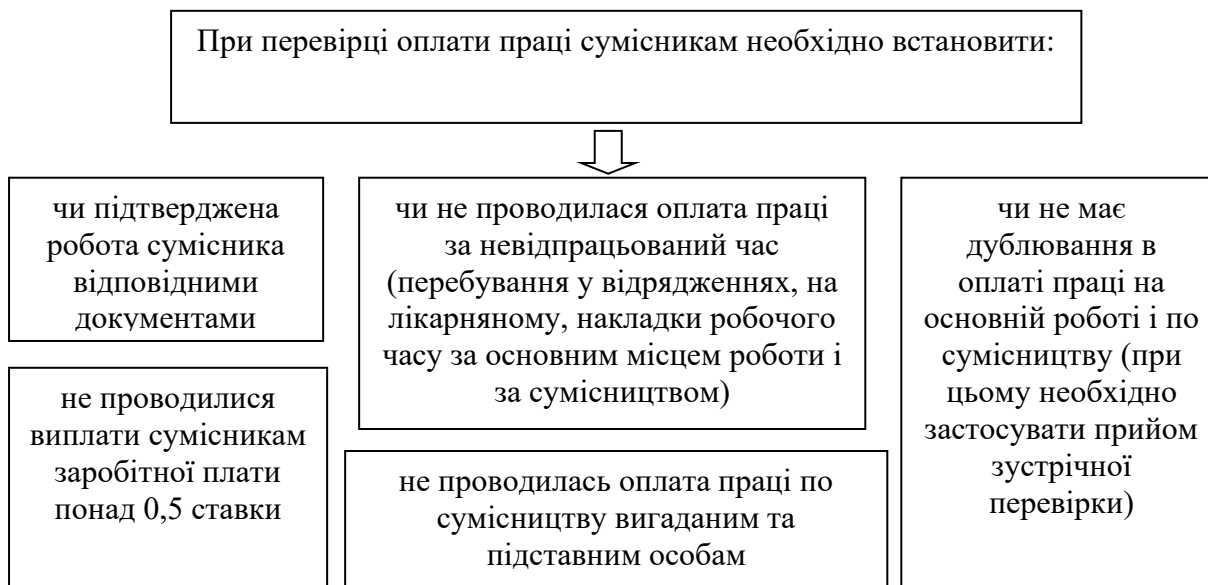 При перевірці оплати праці сумісникам необхідно встановити:
чи підтверджена
робота сумісника
відповідними
документами
не проводилися
виплати сумісникам
заробітної плати
понад 0,5 ставки
чи не проводилася оплата праці
за невідпрацьований час
(перебування у відрядженнях, на
лікарняному, накладки робочого
часу за основним місцем роботи і
за сумісництвом)
не проводилась оплата праці по
сумісництву вигаданим та
підставним особам
чи не має
дублювання в
оплаті праці на
основній роботі і по
сумісництву (при
цьому необхідно
застосувати прийом
зустрічної
перевірки)